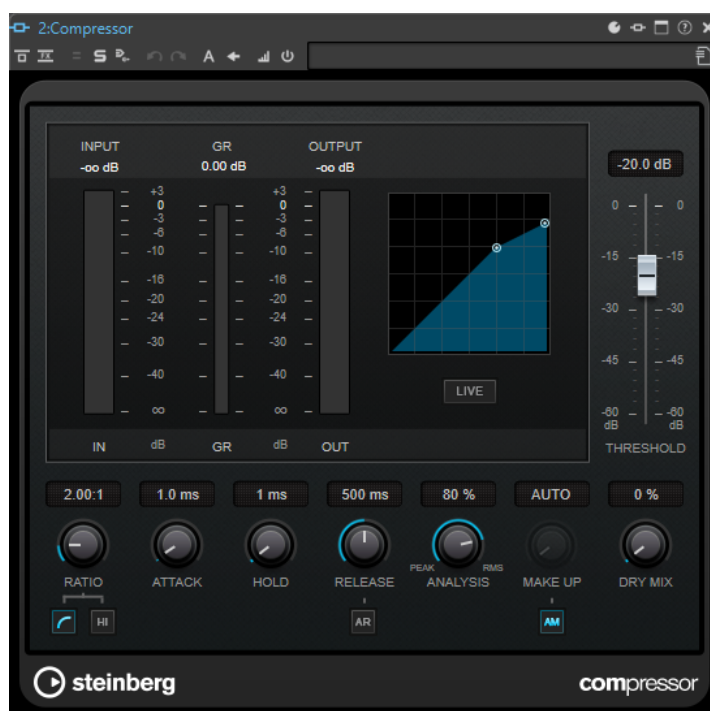 2:Compressor
S
A
INPUT GR OUTPUT
-oo dB 0.00 dB -oo dB
-20.0 dB
+3 +3
0 0
-3 -3
-6 -6
-10 -10
-16 -16
-20 -20
-24 -24
-30 -30
-40 -40
∞ ∞
IN dB GR dB OUT
LIVE
0 0
-15 -15
-30 -30
-45 -45
-60 -60
dB dB
THRESHOLD
2.00:1 1.0 ms 1 ms 500 ms 80 % AUTO 0 %
PEAK RMS
RATIO ATTACK HOLD RELEASE ANALYSIS MAKE UP DRY MIX
HI AR AM
steinberg compressor